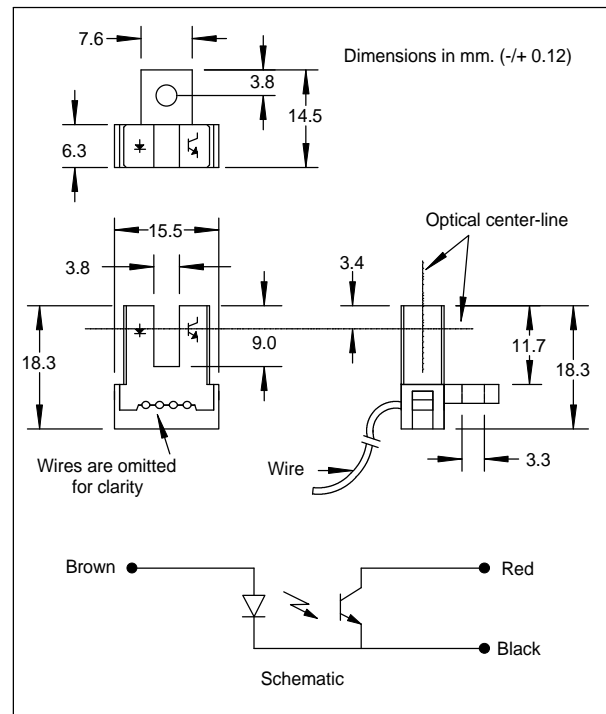 7.6
Dimensions in mm. (-/+ 0.12)
3.8
14.5
6.3
Optical center-line
15.5
3.8
3.4
9.0
18.3
11.7
18.3
Wires are omitted
for clarity
Wire
3.3
Brown
Red
Black
Schematic